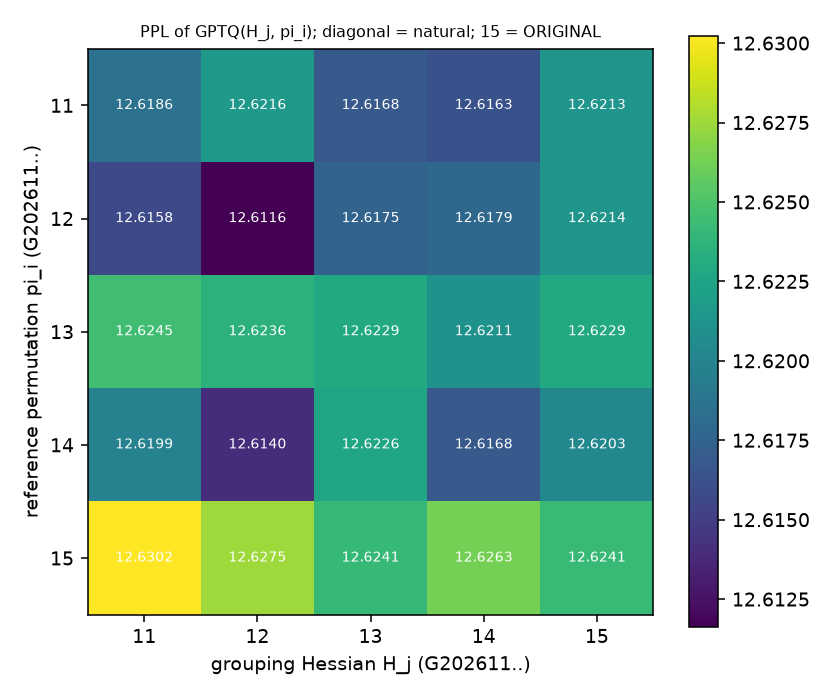 PPL of GPTQ(H_j, pi_i); diagonal = natural; 15 = ORIGINAL
reference permutation pi_i (G202611..)
11 12.6186 12.6216 12.6168 12.6163 12.6213
12 12.6158 12.6116 12.6175 12.6179 12.6214
13 12.6245 12.6236 12.6229 12.6211 12.6229
14 12.6199 12.6140 12.6226 12.6168 12.6203
15 12.6302 12.6275 12.6241 12.6263 12.6241
11 12 13 14 15
grouping Hessian H_j (G202611..)
12.6300
12.6275
12.6250
12.6225
12.6200
12.6175
12.6150
12.6125